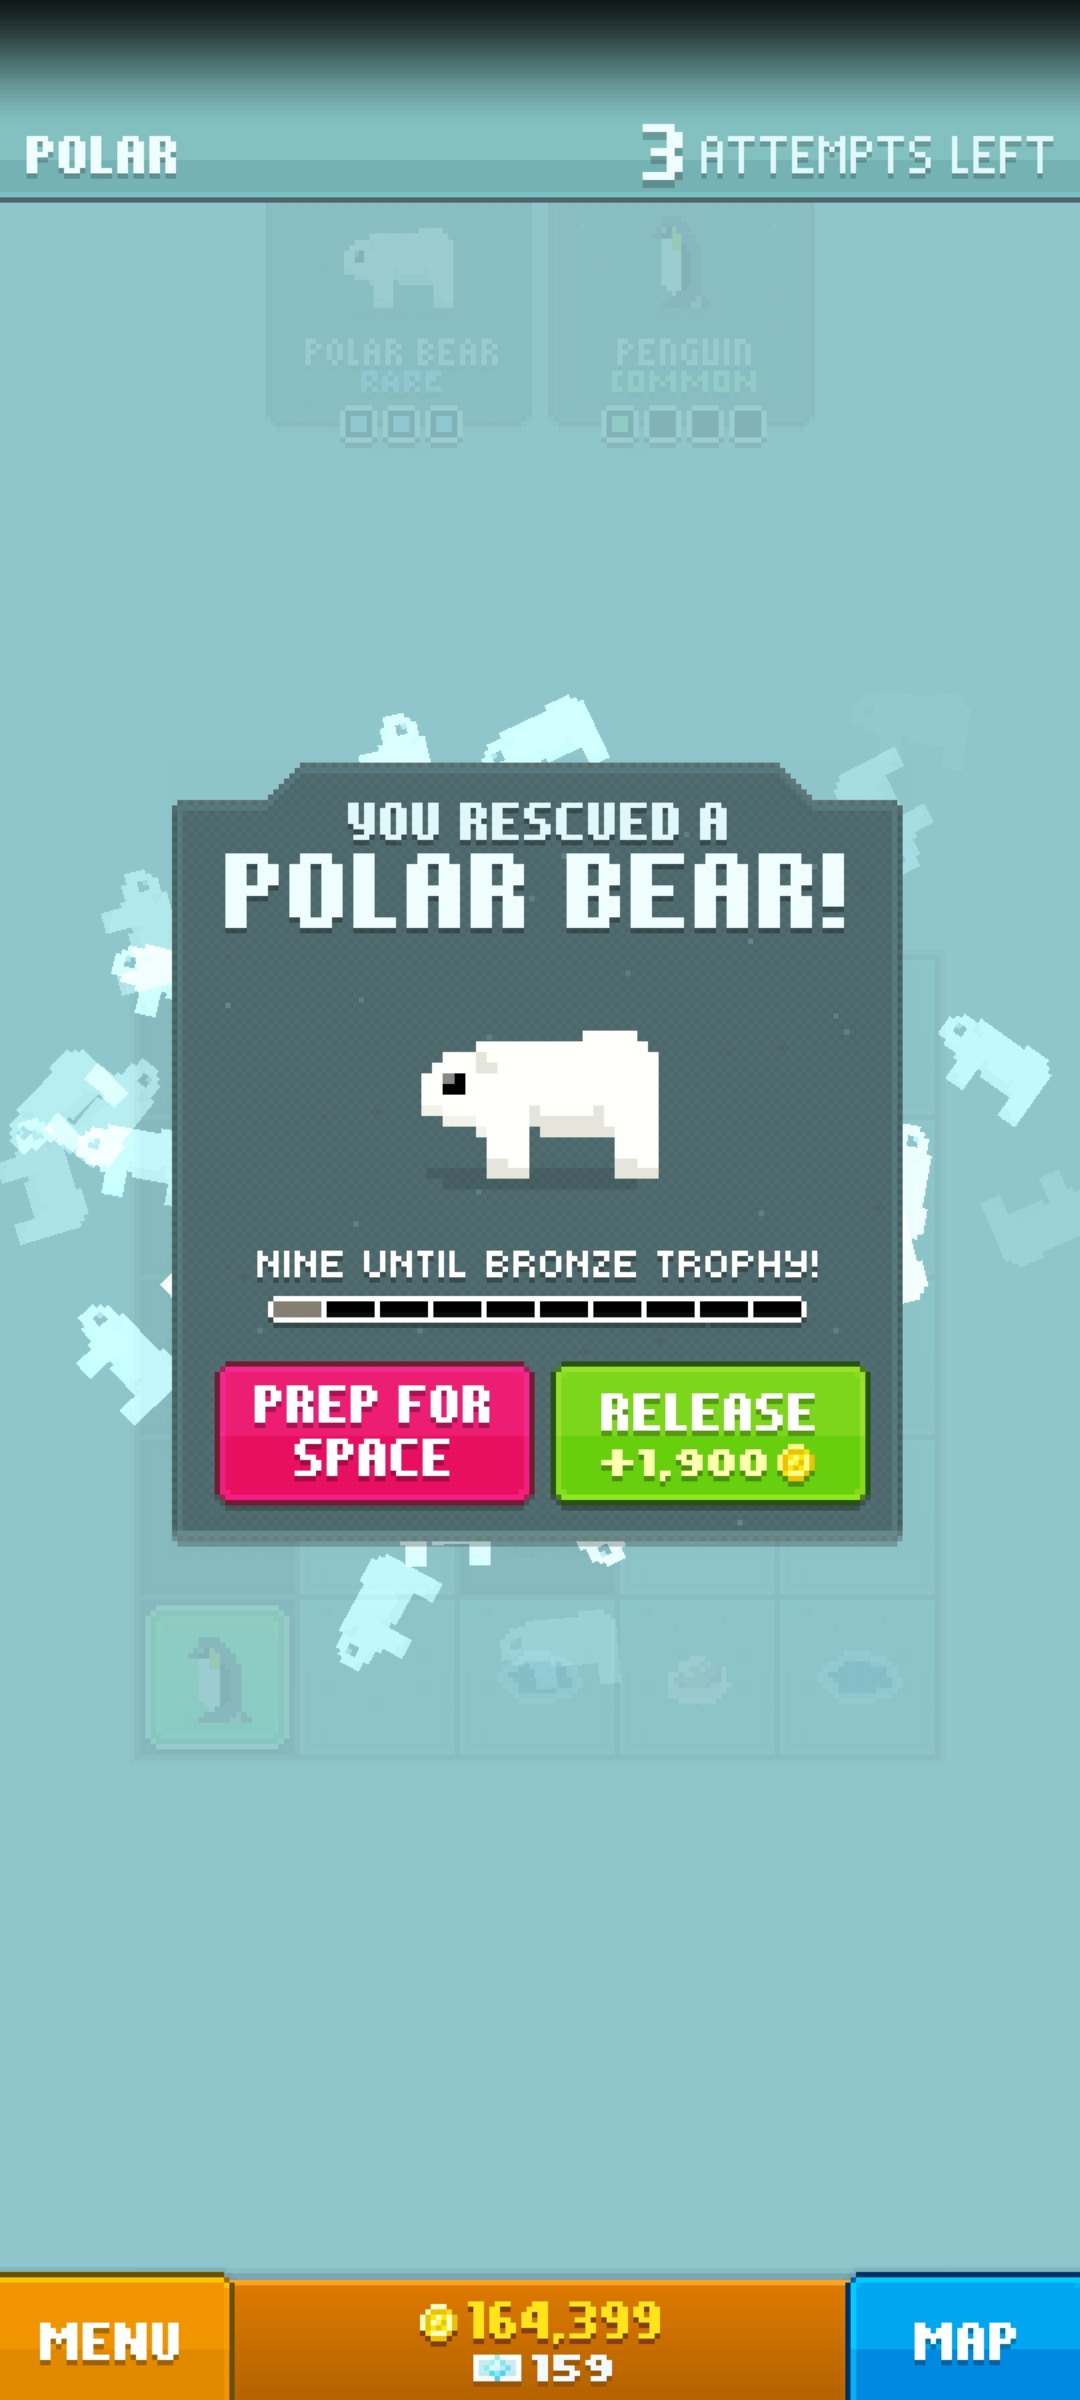 POLAR
3 ATTEMPTS LEFT
POLAR BEAR
RARE
PENGUIN
COMMON
YOU RESCUED A
POLAR BEAR!
NINE UNTIL BRONZE TROPHY!
PREP FOR
SPACE
RELEASE
+1,900
MENU
164,399
159
MAP